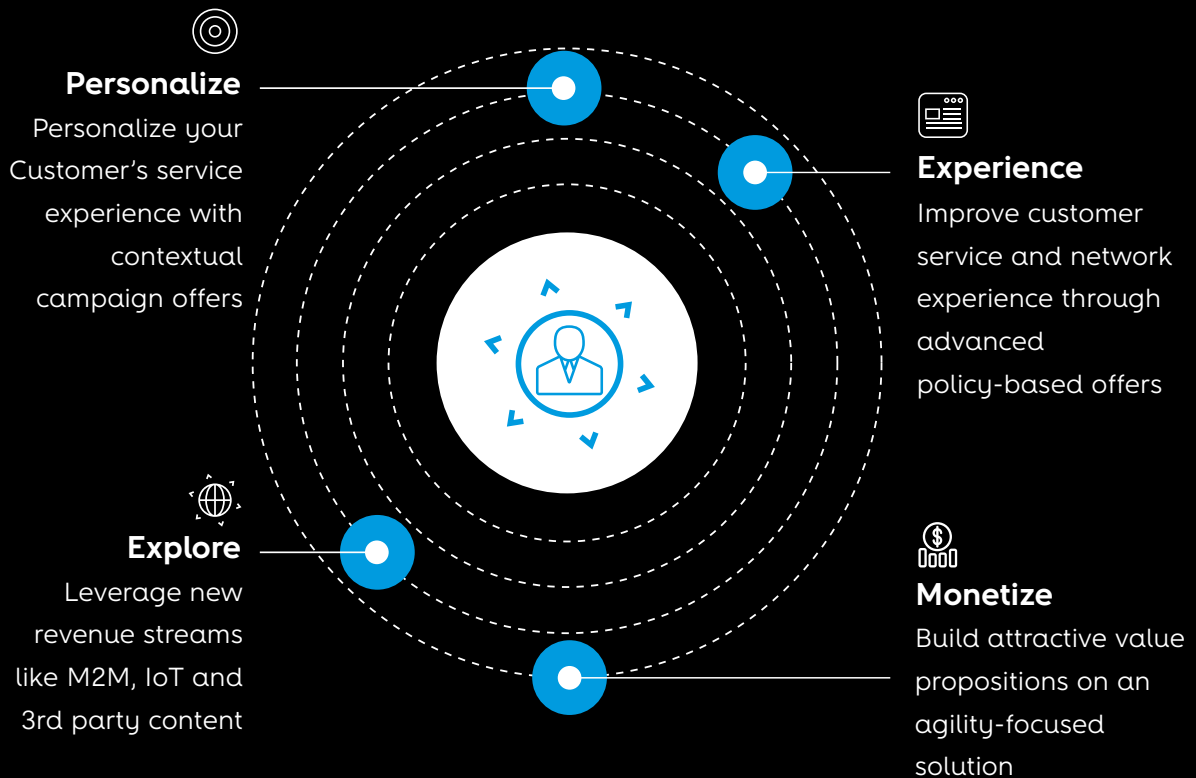 Personalize
Personalize your
Customer's service
experience with
contextual
campaign offers
Experience
Improve customer
service and network
experience through
advanced
policy-based offers
Explore
Leverage new
revenue streams
like M2M, IoT and
3rd party content
$
Monetize
Build attractive value
propositions on an
agility-focused
solution